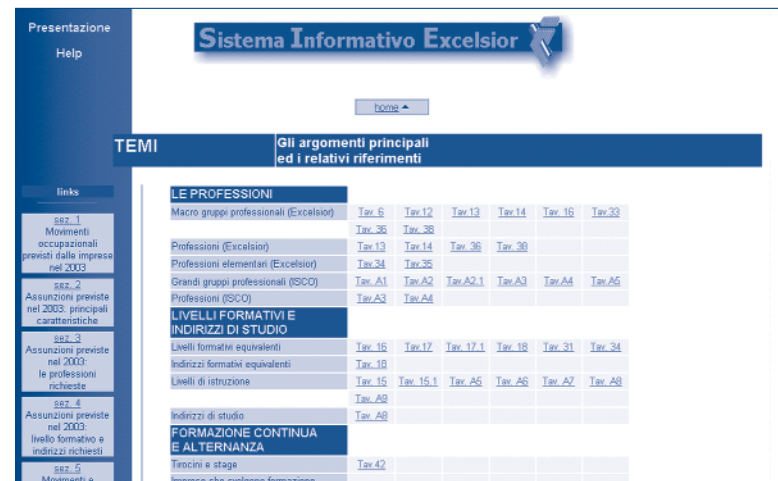 Presentazione
Help
Sistema Informativo Excelsior
home
TEMI
Gli argomenti principali
ed i relativi riferimenti
links
sez. 1
Movimenti
occupazionali
previsti dalle imprese
nel 2003
sez. 2
Assunzioni previste
nel 2003: principali
caratteristiche
sez. 3
Assunzioni previste
nel 2003:
le professioni
richieste
sez. 4
Assunzioni previste
nel 2003:
livello formativo e
indirizzi richiesti
sez. 5
Movimenti e
LE PROFESSIONI
Macro gruppi professionali (Excelsior) Tav. 6 Tav.12 Tav.13 Tav.14 Tav. 16 Tav.33
Tav. 36 Tav. 38
Professioni (Excelsior) Tav.13 Tav.14 Tav. 36 Tav. 38
Professioni elementari (Excelsior) Tav.34 Tav.35
Grandi gruppi professionali (ISCO) Tav. A1 Tav.A2 Tav.A2.1 Tav.A3 Tav.A4 Tav.A5
Professioni (ISCO) Tav.A3 Tav.A4
LIVELLI FORMATIVI E
INDIRIZZI DI STUDIO
Livelli formativi equivalenti Tav. 16 Tav.17 Tav. 17.1 Tav. 18 Tav. 31 Tav. 34
Indirizzi formativi equivalenti Tav. 18
Livelli di istruzione Tav. 15 Tav. 15.1 Tav. A5 Tav. A6 Tav. A7 Tav. A8
Tav. A9
Indirizzi di studio Tav. A8
FORMAZIONE CONTINUA
E ALTERNANZA
Tirocini e stage Tav.42
Imprese che svolgono formazione